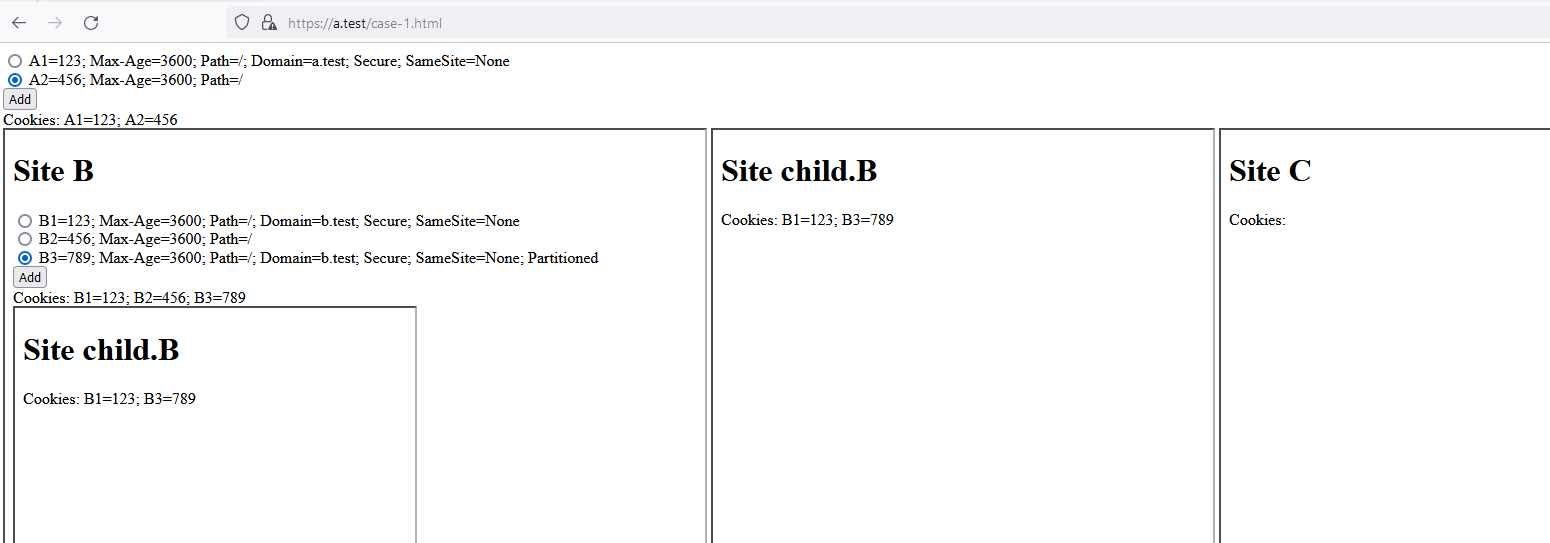 https://a.test/case-1.html
A1=123; Max-Age=3600; Path=/; Domain=a.test; Secure; SameSite=None
A2=456; Max-Age=3600; Path=/
Add
Cookies: A1=123; A2=456
Site B
B1=123; Max-Age=3600; Path=/; Domain=b.test; Secure; SameSite=None
B2=456; Max-Age=3600; Path=/
B3=789; Max-Age=3600; Path=/; Domain=b.test; Secure; SameSite=None; Partitioned
Add
Cookies: B1=123; B2=456; B3=789
Site child.B
Cookies: B1=123; B3=789
Site child.B
Cookies: B1=123; B3=789
Site C
Cookies: